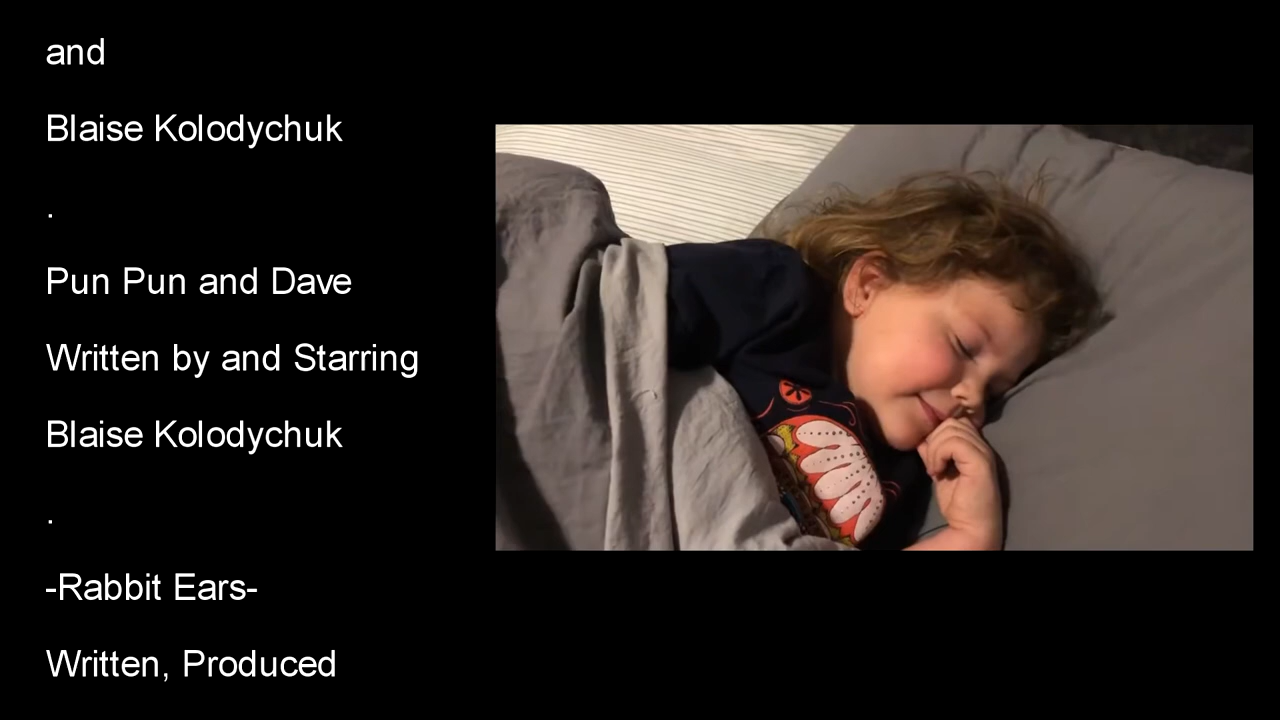 and
Blaise Kolodychuk
.
Pun Pun and Dave
Written by and Starring
Blaise Kolodychuk
.
-Rabbit Ears-
Written, Produced